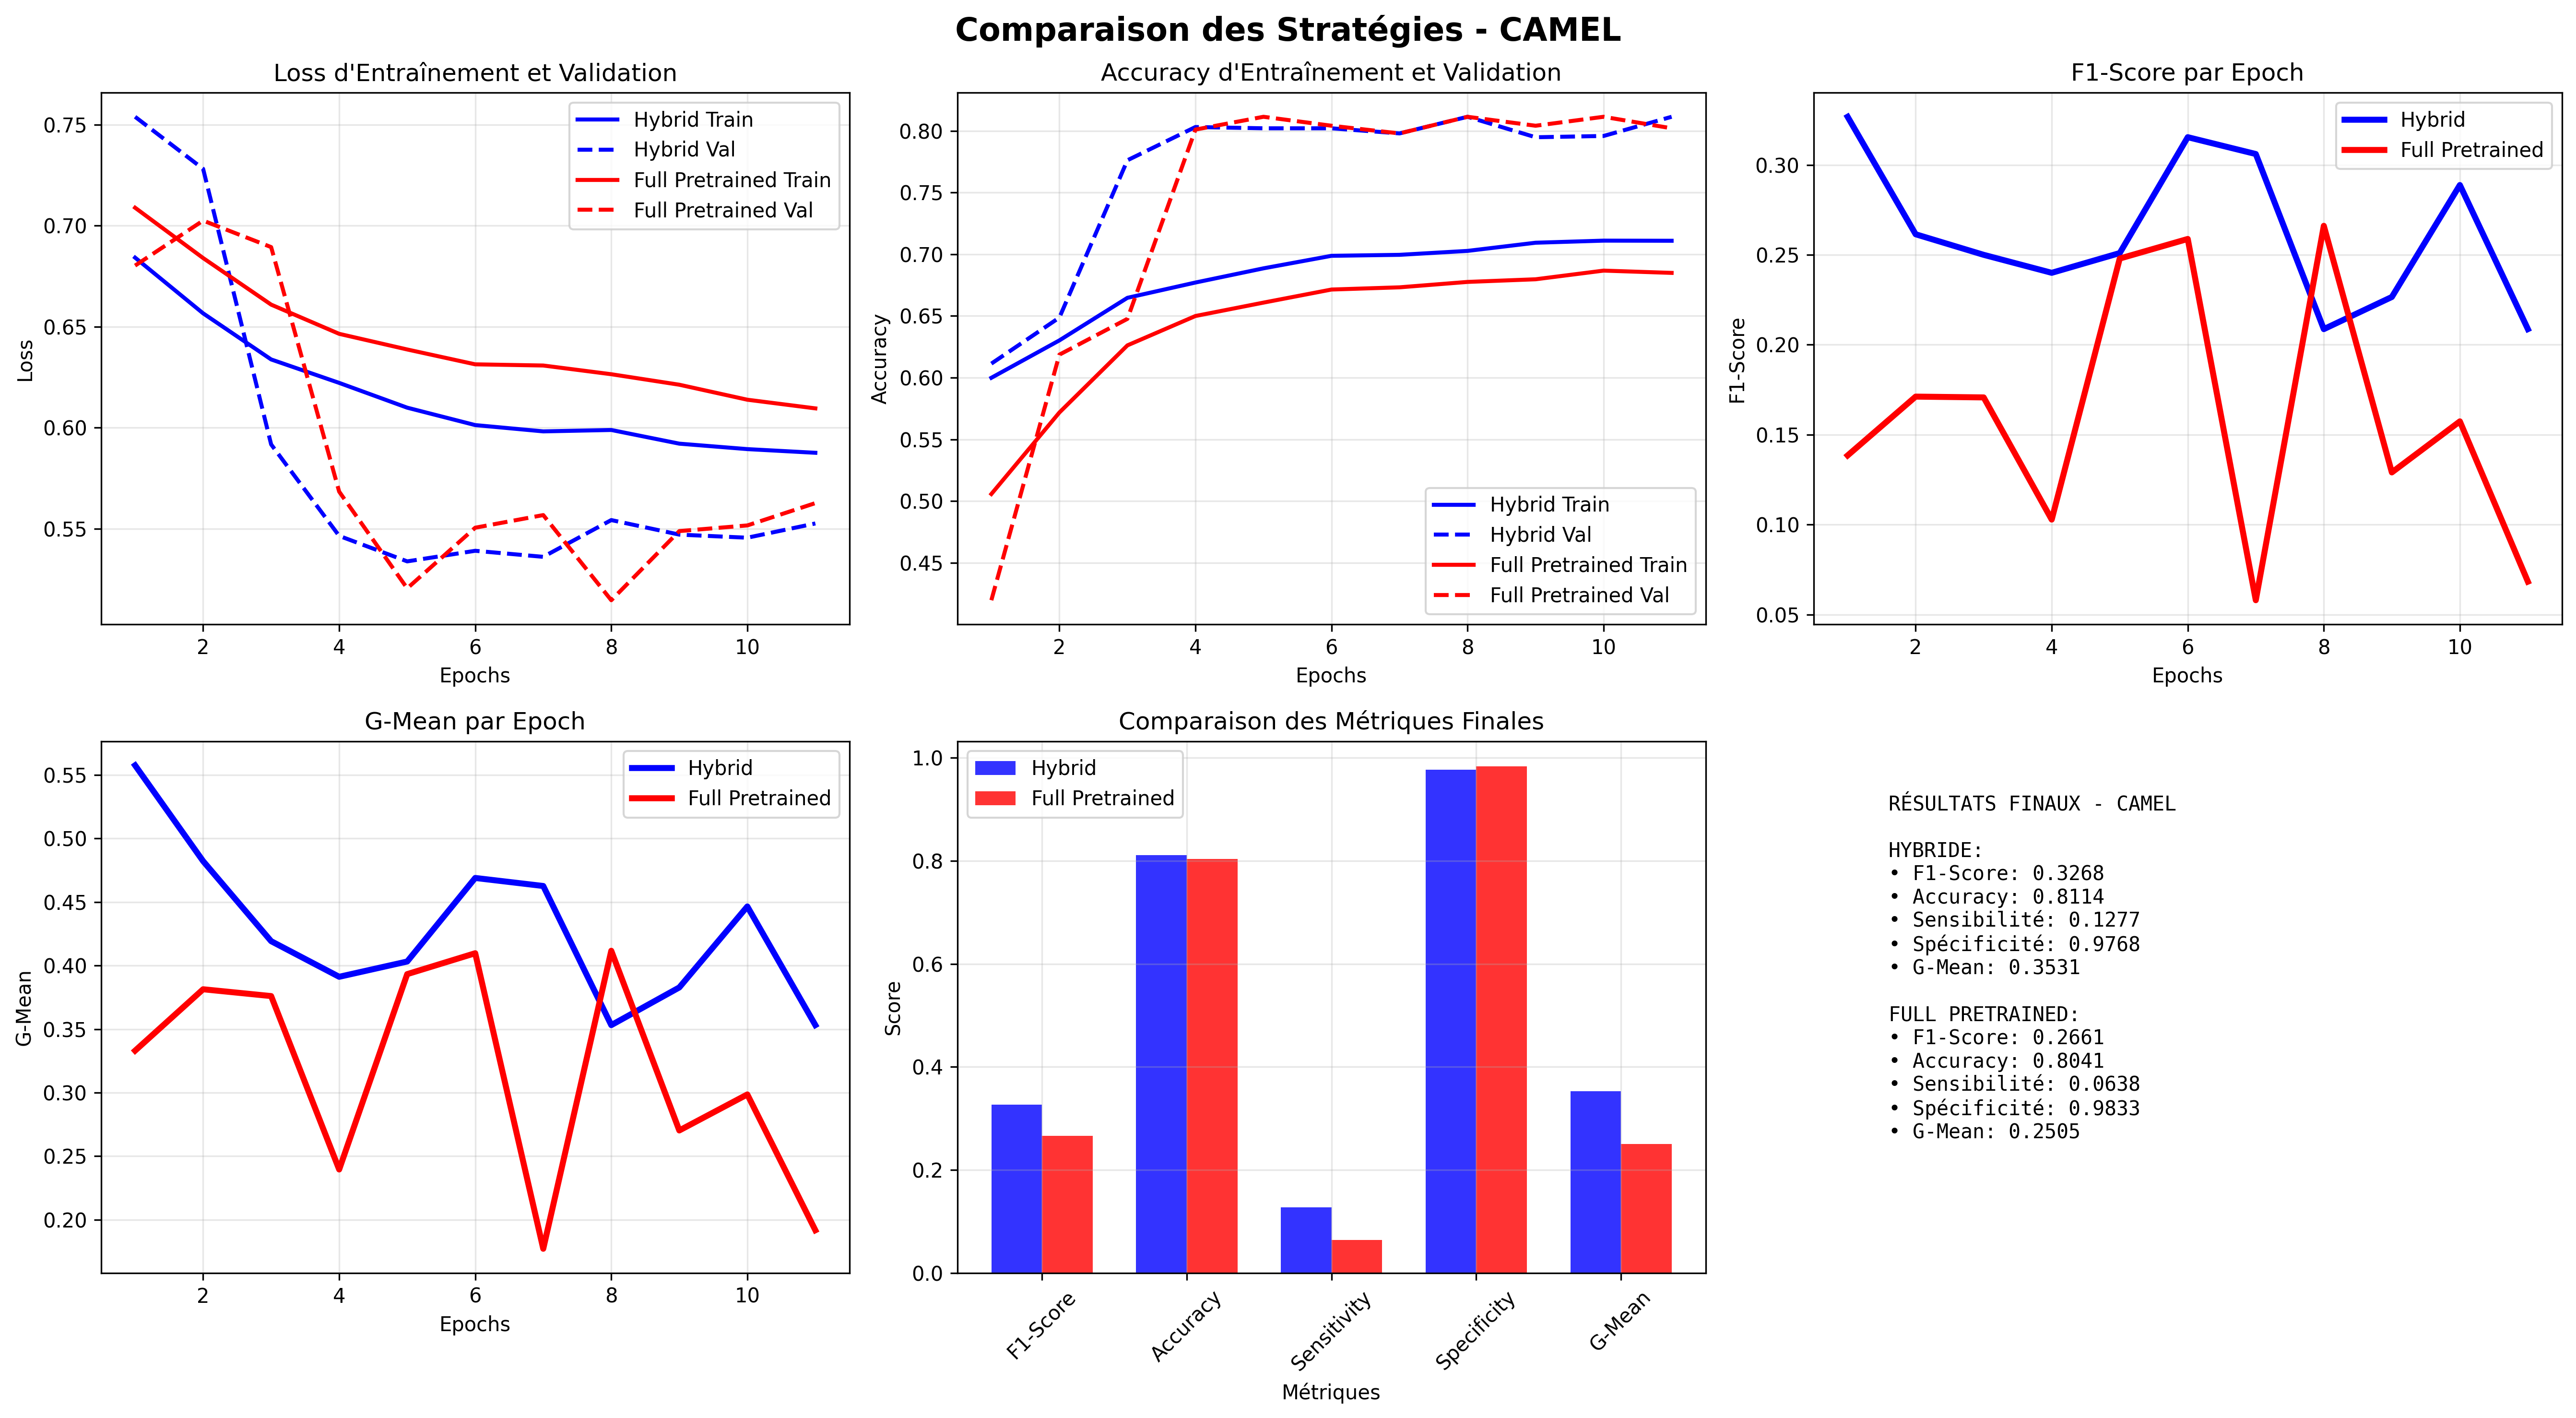 Comparaison des Stratégies - CAMEL
Loss d'Entraînement et Validation
0.75
0.70
0.65
0.60
0.55
Loss
2 4 6 8 10
Epochs
Hybrid Train
Hybrid Val
Full Pretrained Train
Full Pretrained Val
Accuracy d'Entraînement et Validation
0.80
0.75
0.70
0.65
0.60
0.55
0.50
0.45
Accuracy
2 4 6 8 10
Epochs
Hybrid Train
Hybrid Val
Full Pretrained Train
Full Pretrained Val
F1-Score par Epoch
0.30
0.25
0.20
0.15
0.10
0.05
F1-Score
2 4 6 8 10
Epochs
Hybrid
Full Pretrained
G-Mean par Epoch
0.55
0.50
0.45
0.40
0.35
0.30
0.25
0.20
G-Mean
2 4 6 8 10
Epochs
Hybrid
Full Pretrained
Comparaison des Métriques Finales
1.0
0.8
0.6
0.4
0.2
0.0
Score
Hybrid
Full Pretrained
F1-Score
Accuracy
Sensitivity
Specificity
G-Mean
Métriques
RÉSULTATS FINAUX - CAMEL
HYBRIDE:
• F1-Score: 0.3268
• Accuracy: 0.8114
• Sensibilité: 0.1277
• Spécificité: 0.9768
• G-Mean: 0.3531
FULL PRETRAINED:
• F1-Score: 0.2661
• Accuracy: 0.8041
• Sensibilité: 0.0638
• Spécificité: 0.9833
• G-Mean: 0.2505